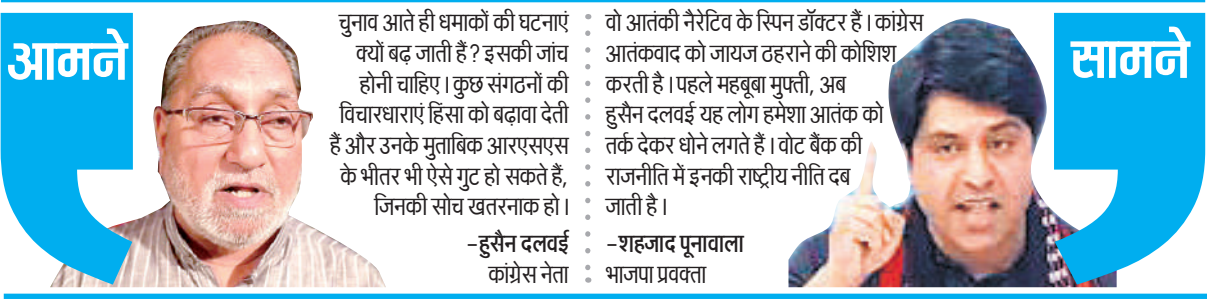 आमने
चुनाव आते ही धमाकों की घटनाएं
क्यों बढ़ जाती हैं? इसकी जांच
होनी चाहिए। कुछ संगठनों की
विचारधाराएं हिंसा को बढ़ावा देती
हैं और उनके मुताबिक आरएसएस
के भीतर भी ऐसे गुट हो सकते हैं,
जिनकी सोच खतरनाक हो।
-हुसैन दलवई
कांग्रेस नेता
वो आतंकी नैरेटिव के स्पिन डॉक्टर हैं। कांग्रेस
आतंकवाद को जायज ठहराने की कोशिश
करती है। पहले महबूबा मुफ्ती, अब
हुसैन दलवई यह लोग हमेशा आतंक को
तर्क देकर धोने लगते हैं। वोट बैंक की
राजनीति में इनकी राष्ट्रीय नीति दब
जाती है।
-शहजाद पूनावाला
भाजपा प्रवक्ता
सामने